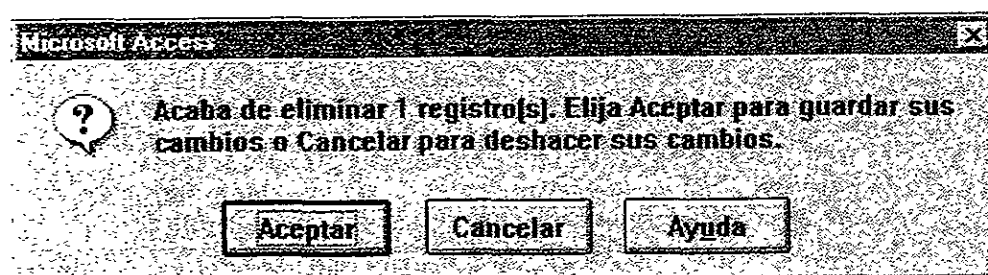 Microsoft Access
Acaba de eliminar 1 registro(s). Elija Aceptar para guardar sus
cambios o Cancelar para deshacer sus cambios.
Aceptar Cancelar Ayuda